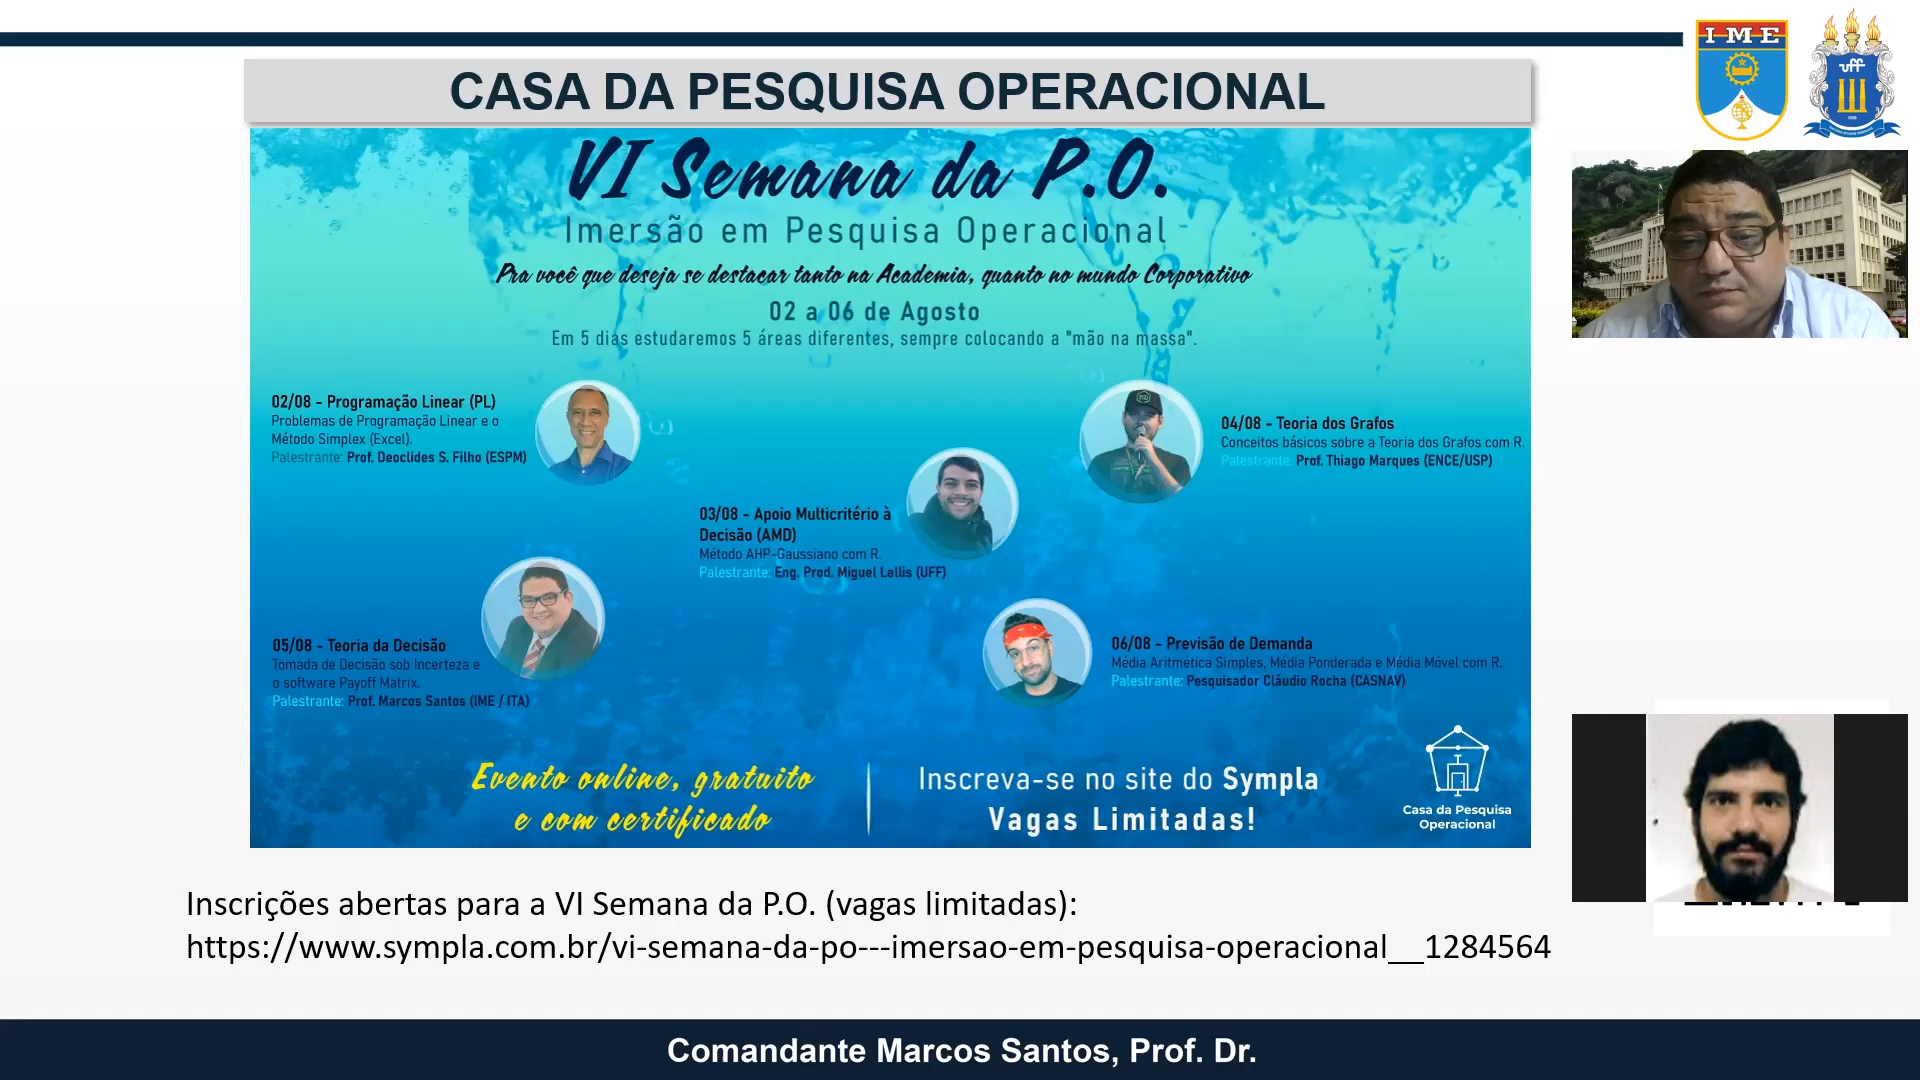 IME
uff
CASA DA PESQUISA OPERACIONAL
VI Semana da P.O.
Imersão em Pesquisa Operacional
Pra você que deseja se destacar tanto na Academia, quanto no mundo Corporativo
02 a 06 de Agosto
Em 5 dias estudaremos 5 áreas diferentes, sempre colocando a "mão na massa".
02/08 - Programação Linear (PL)
Problemas de Programação Linear e o
Método Simplex (Excel).
Palestrante: Prof. Deoclides S. Filho (ESPM)
03/08 - Apoio Multicritério à
Decisão (AMD)
Método AHP-Gaussiano com R.
Palestrante: Eng. Prod. Miguel Lellis (UFF)
04/08 - Teoria dos Grafos
Conceitos básicos sobre a Teoria dos Grafos com R.
Palestrante: Prof. Thiago Marques (ENCE/USP)
05/08 - Teoria da Decisão
Tomada de Decisão sob Incerteza e
o software Payoff Matrix.
Palestrante: Prof. Marcos Santos (IME / ITA)
06/08 - Previsão de Demanda
Média Aritmética Simples, Média Ponderada e Média Móvel com R.
Palestrante: Pesquisador Cláudio Rocha (CASNAV)
Evento online, gratuito
e com certificado
Inscreva-se no site do Sympla
Vagas Limitadas!
Casa da Pesquisa
Operacional
Inscrições abertas para a VI Semana da P.O. (vagas limitadas):
https://www.sympla.com.br/vi-semana-da-po---imersao-em-pesquisa-operacional__1284564
Comandante Marcos Santos, Prof. Dr.